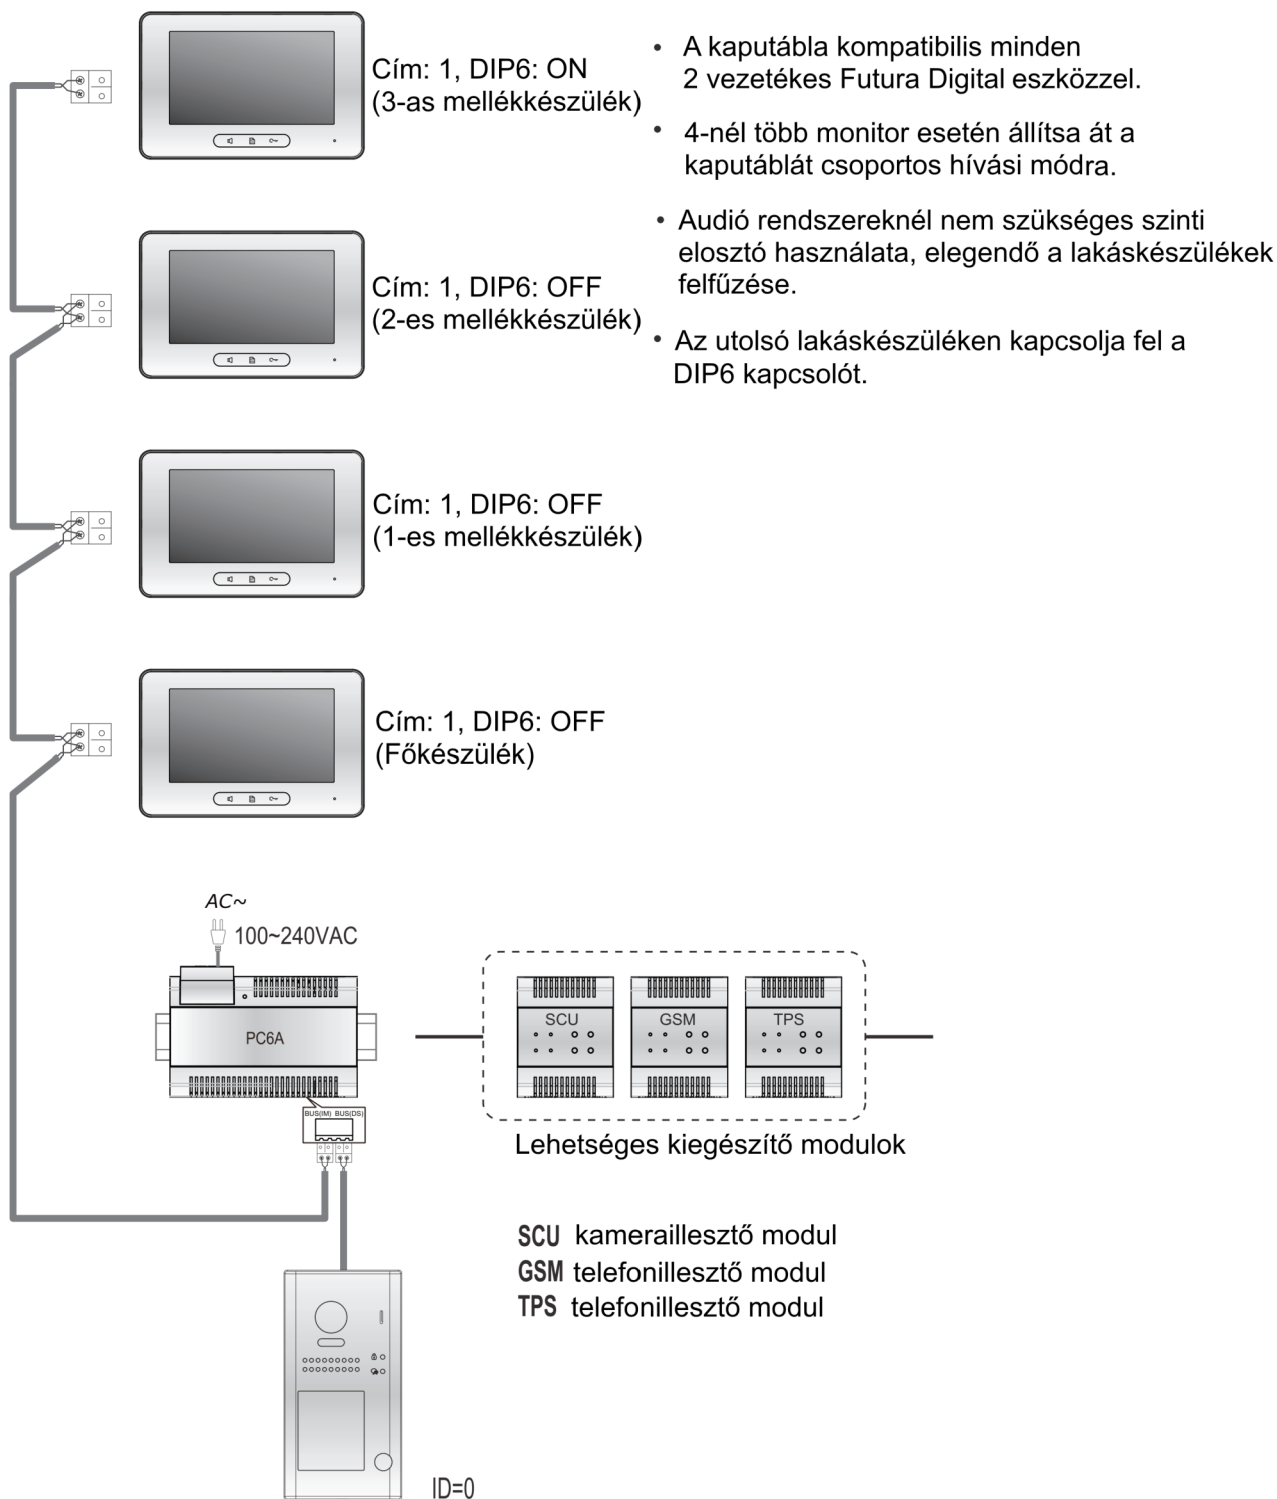 Cím: 1, DIP6: ON
(3-as mellékkészülék)
• A kaputábla kompatibilis minden
2 vezetékes Futura Digital eszközzel.
• 4-nél több monitor esetén állítsa át a
kaputáblát csoportos hívási módra.
• Audió rendszereknél nem szükséges szinti
elosztó használata, elegendő a lakáskészülékek
felfűzése.
• Az utolsó lakáskészüléken kapcsolja fel a
DIP6 kapcsolót.
Cím: 1, DIP6: OFF
(2-es mellékkészülék)
Cím: 1, DIP6: OFF
(1-es mellékkészülék)
Cím: 1, DIP6: OFF
(Főkészülék)
AC~
100~240VAC
PC6A
BUS(IM) BUS(DS)
SCU
GSM
TPS
Lehetséges kiegészítő modulok
SCU kameraillesztő modul
GSM telefonillesztő modul
TPS telefonillesztő modul
ID=0